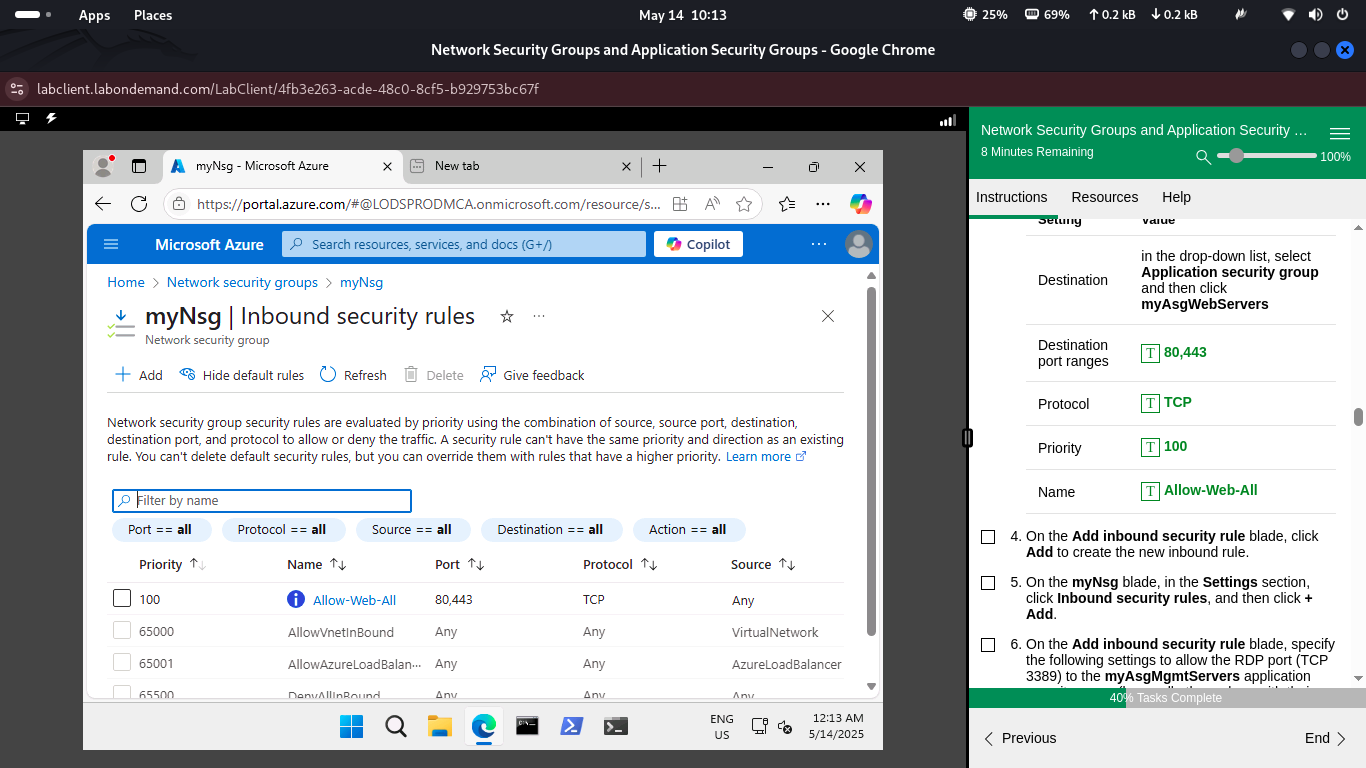 Apps Places May 14 10:13 25% 69% 0.2 kB 0.2 kB
Network Security Groups and Application Security Groups - Google Chrome
labclient.labondemand.com/LabClient/4fb3e263-acde-48c0-8cf5-b929753bc67f
myNsg - Microsoft Azure
New tab
https://portal.azure.com/#@LODSPRODMCA.onmicrosoft.com/resource/s...
Microsoft Azure
Search resources, services, and docs (G+/)
Copilot
Home > Network security groups > myNsg
myNsg | Inbound security rules
Network security group
Add Hide default rules Refresh Delete Give feedback
Network security group security rules are evaluated by priority using the combination of source, source port, destination,
destination port, and protocol to allow or deny the traffic. A security rule can't have the same priority and direction as an existing
rule. You can't delete default security rules, but you can override them with rules that have a higher priority. Learn more
Filter by name
Port == all Protocol == all Source == all Destination == all Action == all
Priority Name Port Protocol Source
100 Allow-Web-All 80,443 TCP Any
65000 AllowVnetInBound Any Any VirtualNetwork
65001 AllowAzureLoadBalan... Any Any AzureLoadBalancer
65500 DenyAllInBound Any Any Any
ENG
US
12:13 AM
5/14/2025
Network Security Groups and Application Security ...
8 Minutes Remaining
100%
Instructions Resources Help
Setting Value
Destination
in the drop-down list, select
Application security group
and then click
myAsgWebServers
Destination
port ranges
T 80,443
Protocol T TCP
Priority T 100
Name T Allow-Web-All
4. On the Add inbound security rule blade, click
Add to create the new inbound rule.
5. On the myNsg blade, in the Settings section,
click Inbound security rules, and then click +
Add.
6. On the Add inbound security rule blade, specify
the following settings to allow the RDP port (TCP
3389) to the myAsgMgmtServers application
40% Tasks Complete
Previous End